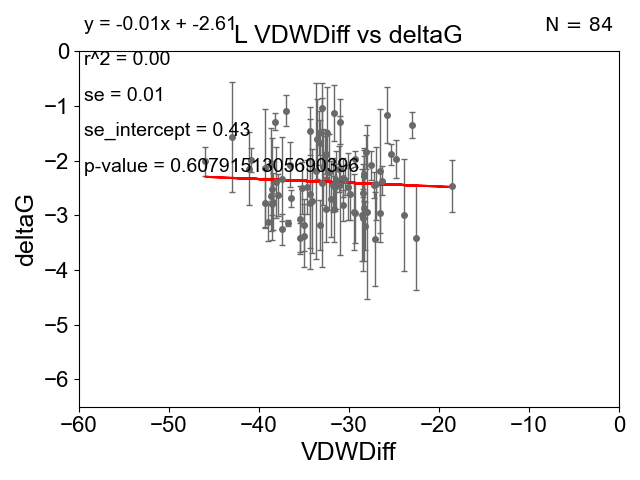 y = -0.01x + -2.61
N = 84
L VDWDiff vs deltaG
r^2 = 0.00
se = 0.01
se_intercept = 0.43
p-value = 0.6079151305690396
deltaG
0
−1
−2
−3
−4
−5
−6
−60
−50
−40
−30
−20
−10
0
VDWDiff